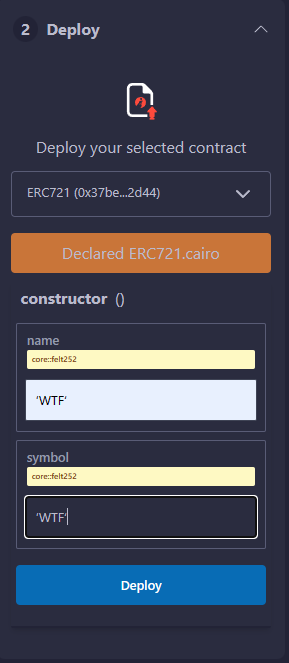 2 Deploy
Deploy your selected contract
ERC721 (0x37be...2d44)
Declared ERC721.cairo
constructor ()
name
core::felt252
‘WTF‘
symbol
core::felt252
‘WTF‘
Deploy